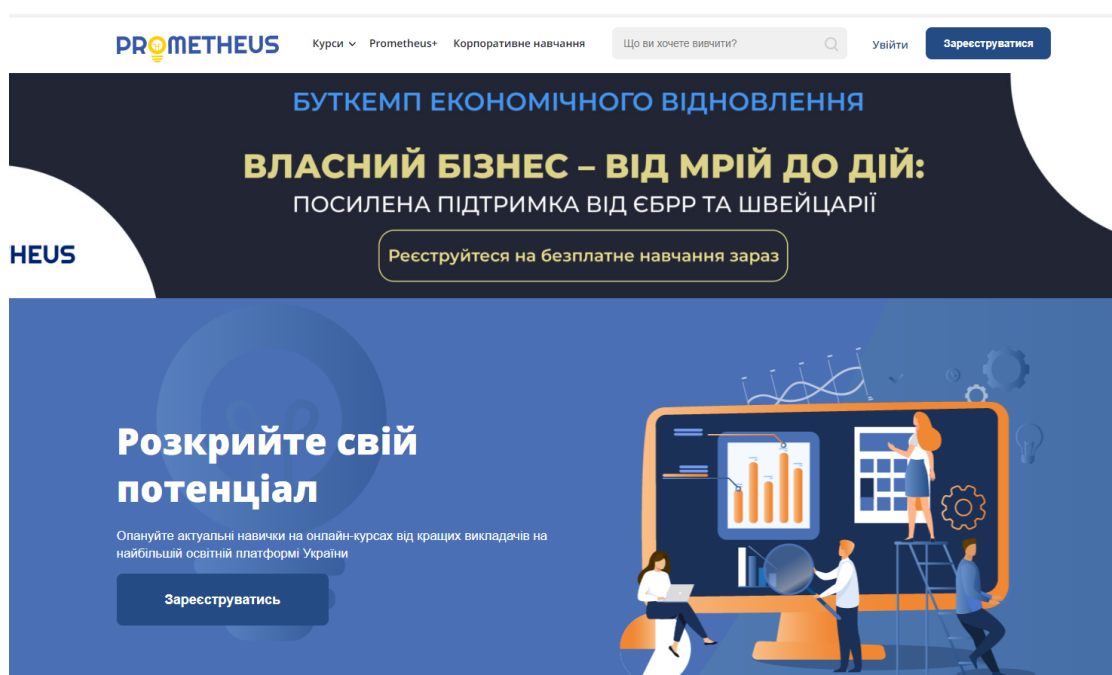 PROMETHEUS
Курси
Prometheus+
Корпоративне навчання
Що ви хочете вивчити?
Увійти
Зареєструватися
БУТКЕМП ЕКОНОМІЧНОГО ВІДНОВЛЕННЯ
ВЛАСНИЙ БІЗНЕС – ВІД МРІЙ ДО ДІЙ:
ПОСИЛЕНА ПІДТРИМКА ВІД ЄБРР ТА ШВЕЙЦАРІЇ
HEUS
Реєструйтеся на безплатне навчання зараз
Розкрийте свій
потенціал
Опануйте актуальні навички на онлайн-курсах від кращих викладачів на
найбільшій освітній платформі України
Зареєструватись